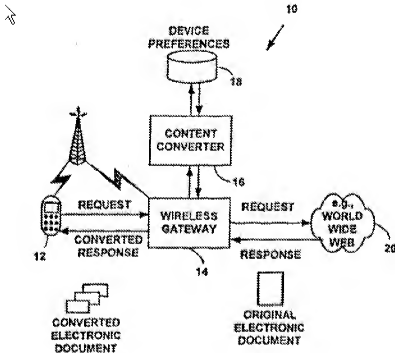 10
DEVICE
PREFERENCES
18
CONTENT
CONVERTER
16
REQUEST
WIRELESS
GATEWAY
REQUEST
e.g.,
WORLD
WIDE
WEB
12
CONVERTED
RESPONSE
14
RESPONSE
20
CONVERTED
ELECTRONIC
DOCUMENT
ORIGINAL
ELECTRONIC
DOCUMENT